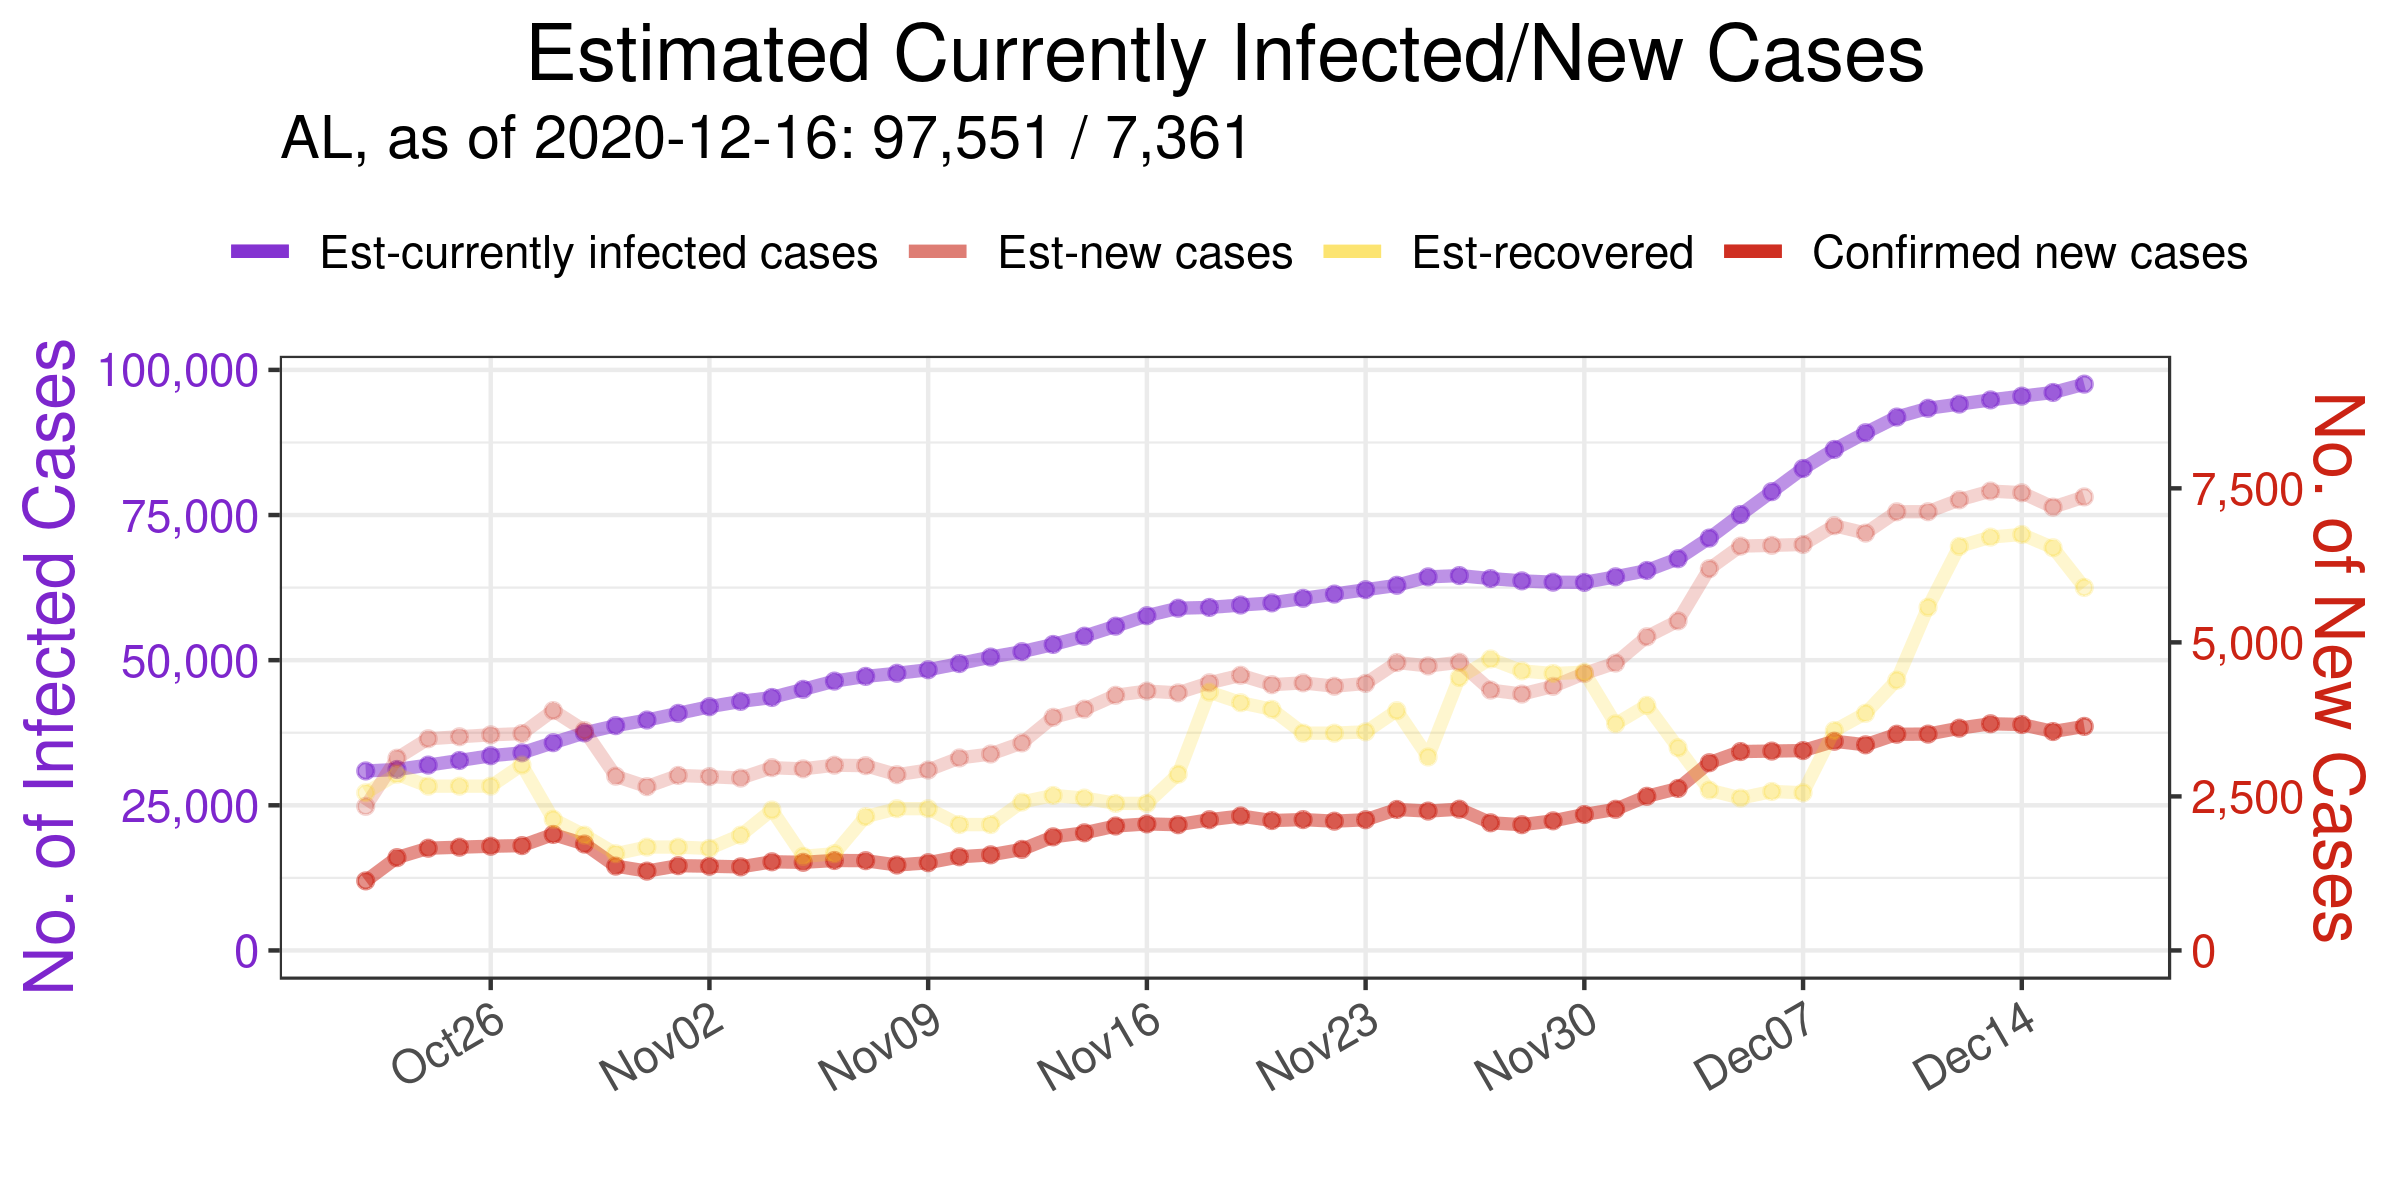 Estimated Currently Infected/New Cases
AL, as of 2020-12-16: 97,551 / 7,361
Est-currently infected cases Est-new cases Est-recovered Confirmed new cases
No. of Infected Cases
100,000
75,000
50,000
25,000
0
7,500
5,000
2,500
0
No. of New Cases
Oct26 Nov02 Nov09 Nov16 Nov23 Nov30 Dec07 Dec14